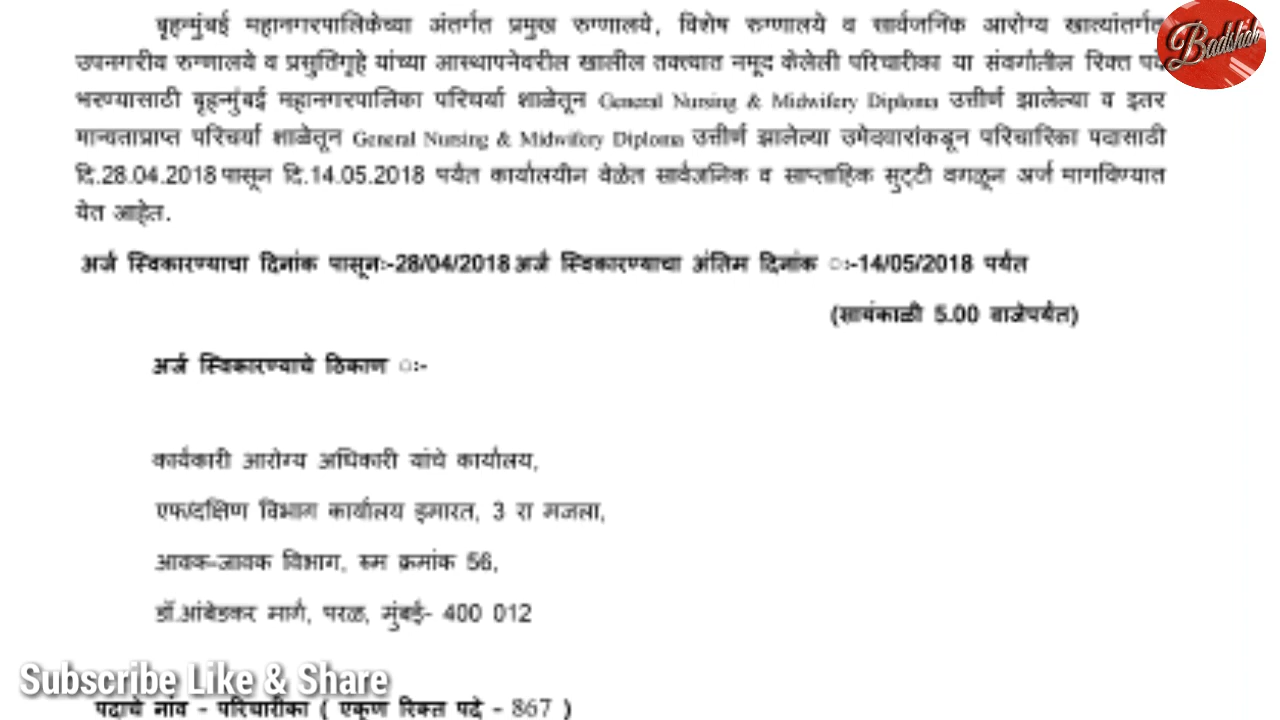 बृहन्मुंबई महानगरपालिकेच्या अंतर्गत प्रमुख रुग्णालये, विशेष रुग्णालये व सार्वजनिक आरोग्य खात्यांतर्गत
उपनगरीय रुग्णालये व प्रसुतिगृहे यांच्या आस्थापनेवरील खालील तक्त्यात नमूद केलेली परिचारीका या संवर्गातील रिक्त पदे
भरण्यासाठी बृहन्मुंबई महानगरपालिका परिचर्या शाळेतून General Nursing & Midwifery Diploma उत्तीर्ण झालेल्या व इतर
मान्यताप्राप्त परिचर्या शाळेतून General Nursing & Midwifery Diploma उत्तीर्ण झालेल्या उमेदवारांकडून परिचारिका पदासाठी
दि.28.04.2018 पासून दि.14.05.2018 पर्यंत कार्यालयीन वेळेत सार्वजनिक व साप्ताहिक सुट्टी वगळून अर्ज मागविण्यात
येत आहेत.
अर्ज स्विकारण्याचा दिनांक पासूनः-28/04/2018 अर्ज स्विकारण्याचा अंतिम दिनांक ः-14/05/2018 पर्यंत
(सायंकाळी 5.00 वाजेपर्यंत)
अर्ज स्विकारण्याचे ठिकाण ः-
कार्यकारी आरोग्य अधिकारी यांचे कार्यालय,
एफ/दक्षिण विभाग कार्यालय इमारत, 3 रा मजला,
आवक-जावक विभाग, रुम क्रमांक 56,
डॉ.आंबेडकर मार्ग, परळ, मुंबई- 400 012
पदाचे नांव - परिचारीका ( एकूण रिक्त पदे - 867 )
Badshah
Subscribe Like & Share